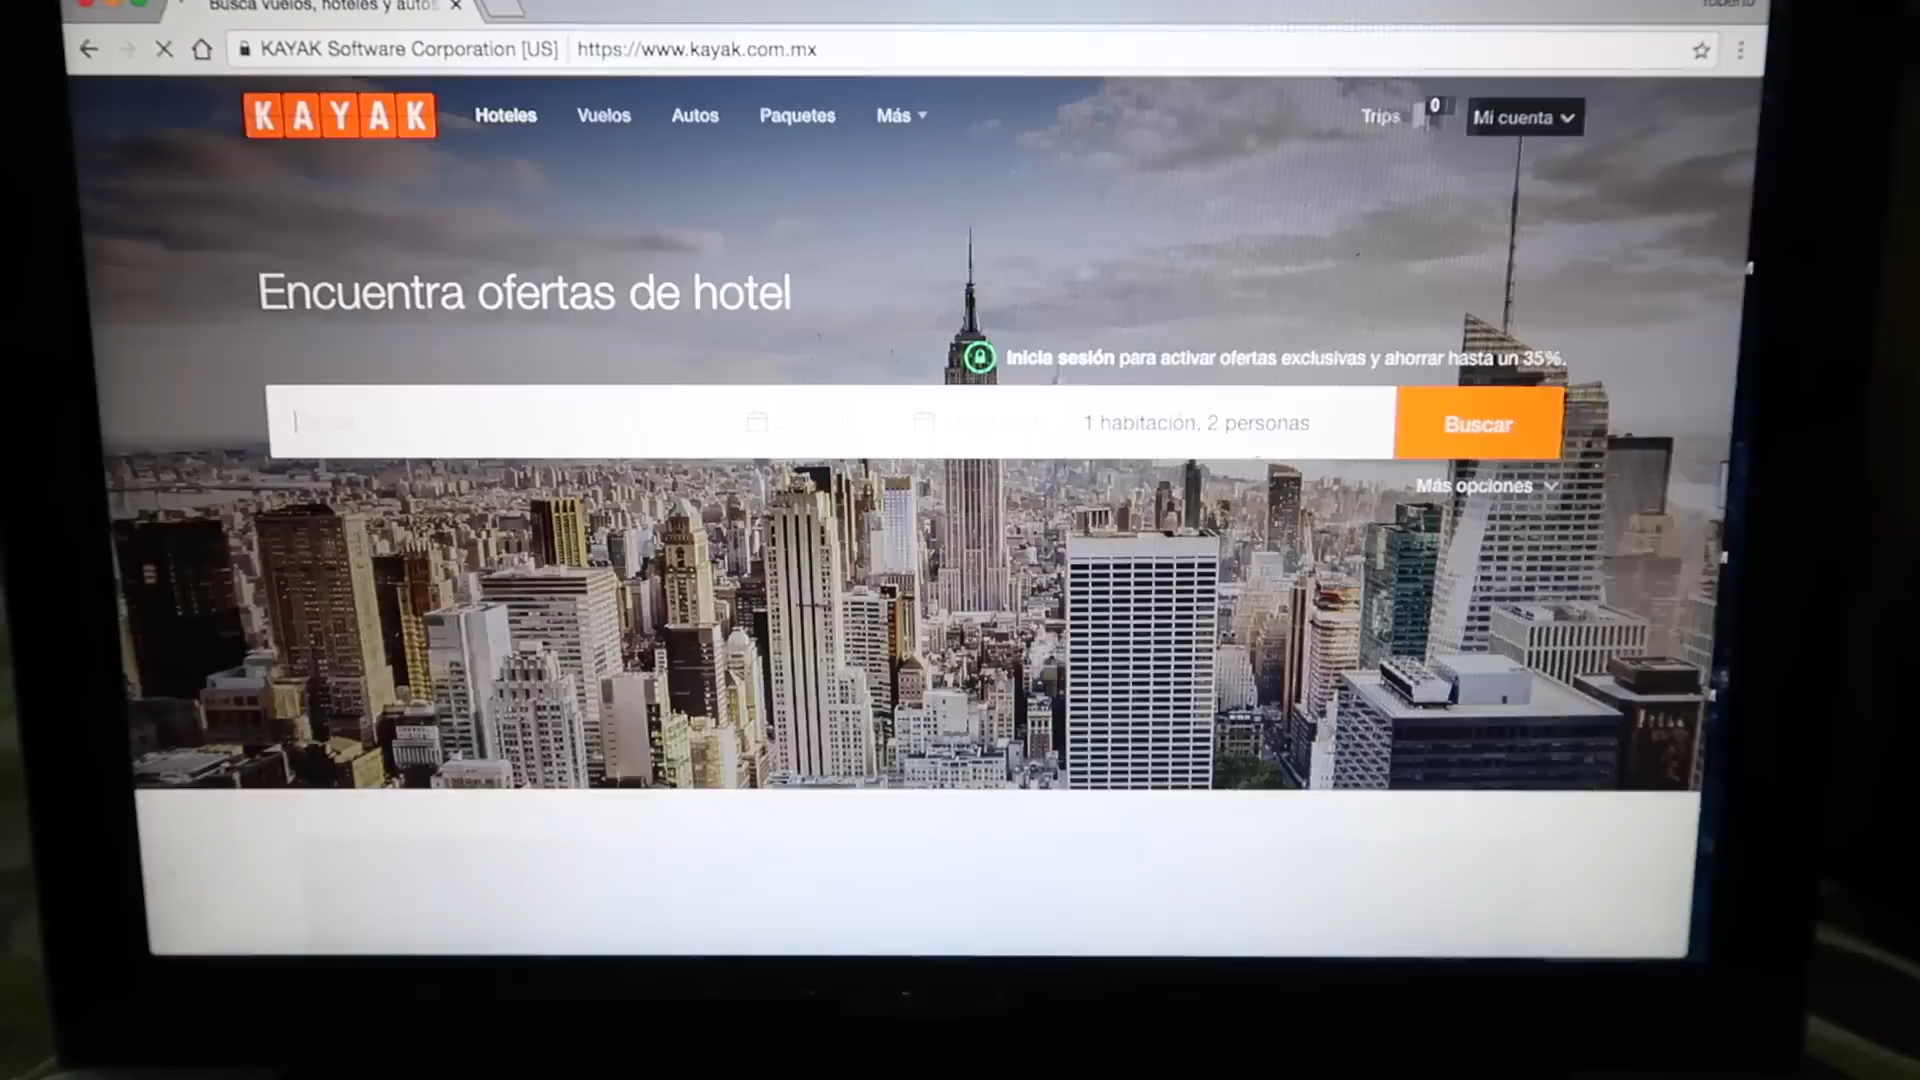 Busca vuelos, hoteles y autos
KAYAK Software Corporation [US] https://www.kayak.com.mx
KAYAK Hoteles Vuelos Autos Paquetes Más Trips 0 Mi cuenta
Encuentra ofertas de hotel
Inicia sesión para activar ofertas exclusivas y ahorrar hasta un 35%.
1 habitación, 2 personas Buscar
Más opciones